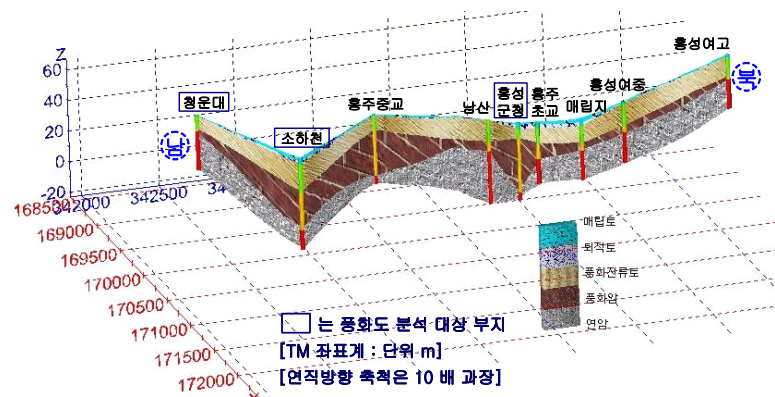 Z
60
40
20
0
-20
청운대
남
소하천
홍주중교
남산
홍성
군청
홍주
초교
매립지
홍성여중
홍성여고
북
342000
342500
34
168500
169000
169500
170000
170500
171000
171500
172000
매립토
퇴적토
풍화잔류토
풍화암
연암
는 풍화도 분석 대상 부지
[TM 좌표계 : 단위 m]
[연직방향 축척은 10 배 과장]